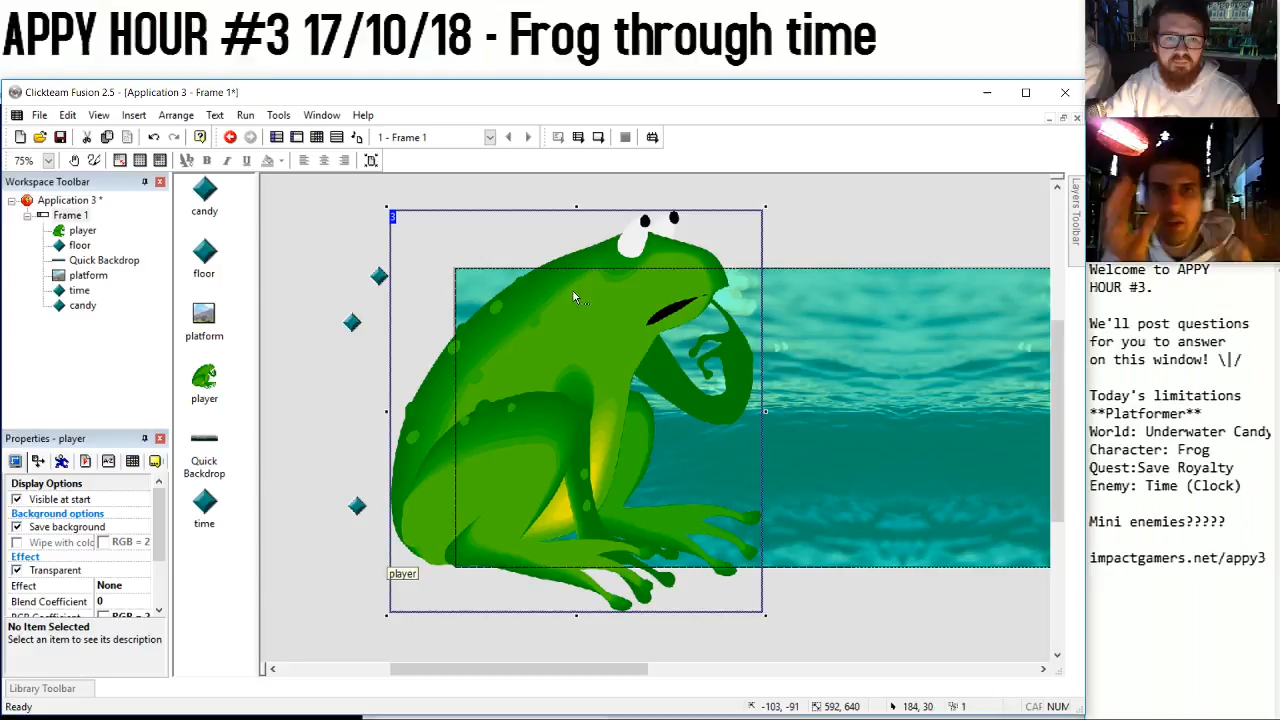 APPY HOUR #3 17/10/18 - Frog through time
Clickteam Fusion 2.5 - [Application 3 - Frame 1*]
File Edit View Insert Arrange Text Run Tools Window Help
1 - Frame 1
75%
B I U
Workspace Toolbar
Application 3 *
Frame 1
player
floor
Quick Backdrop
platform
time
candy
candy
floor
platform
player
Quick
Backdrop
time
3
player
Layers Toolbar
Properties - player
Display Options
Visible at start
Background options
Save background
Wipe with colo RGB = 2
Effect
Transparent
Effect None
Blend Coefficient 0
No Item Selected
Select an item to see its description
Library Toolbar
Ready
-103, -91 592, 640 184, 30 1 CAP NUM
Welcome to APPY
HOUR #3.
We'll post questions
for you to answer
on this window! \|/
Today's limitations
**Platformer**
World: Underwater Candy
Character: Frog
Quest:Save Royalty
Enemy: Time (Clock)
Mini enemies?????
impactgamers.net/appy3